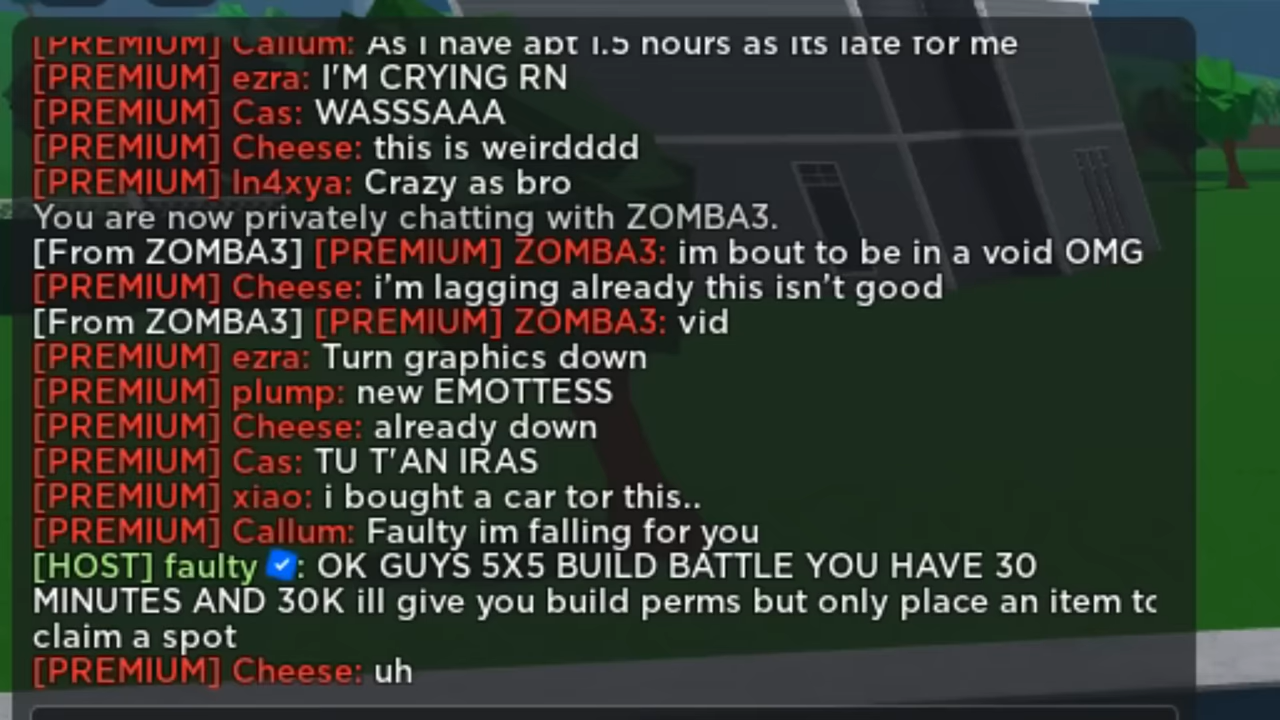 [PREMIUM] Callum: As I have abt 1.5 hours as its late for me
[PREMIUM] ezra: I'M CRYING RN
[PREMIUM] Cas: WASSSAAA
[PREMIUM] Cheese: this is weirdddd
[PREMIUM] ln4xya: Crazy as bro
You are now privately chatting with ZOMBA3.
[From ZOMBA3] [PREMIUM] ZOMBA3: im bout to be in a void OMG
[PREMIUM] Cheese: i'm lagging already this isn't good
[From ZOMBA3] [PREMIUM] ZOMBA3: vid
[PREMIUM] ezra: Turn graphics down
[PREMIUM] plump: new EMOTTESS
[PREMIUM] Cheese: already down
[PREMIUM] Cas: TU T'AN IRAS
[PREMIUM] xiao: i bought a car tor this..
[PREMIUM] Callum: Faulty im falling for you
[HOST] faulty ✓: OK GUYS 5X5 BUILD BATTLE YOU HAVE 30
MINUTES AND 30K ill give you build perms but only place an item to
claim a spot
[PREMIUM] Cheese: uh